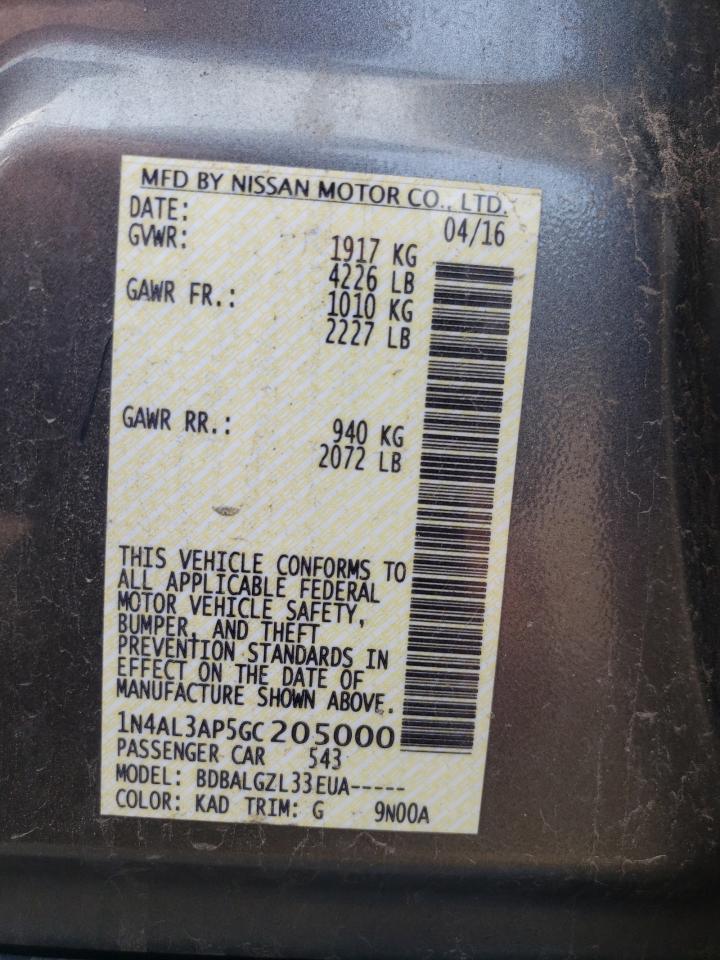 MFD BY NISSAN MOTOR CO., LTD.
DATE: 04/16
GVWR: 1917 KG
4226 LB
GAWR FR.: 1010 KG
2227 LB
GAWR RR.: 940 KG
2072 LB
THIS VEHICLE CONFORMS TO
ALL APPLICABLE FEDERAL
MOTOR VEHICLE SAFETY,
BUMPER, AND THEFT
PREVENTION STANDARDS IN
EFFECT ON THE DATE OF
MANUFACTURE SHOWN ABOVE.
1N4AL3AP5GC205000
PASSENGER CAR 543
MODEL: BDBALGZL33EUA-----
COLOR: KAD TRIM: G 9N00A